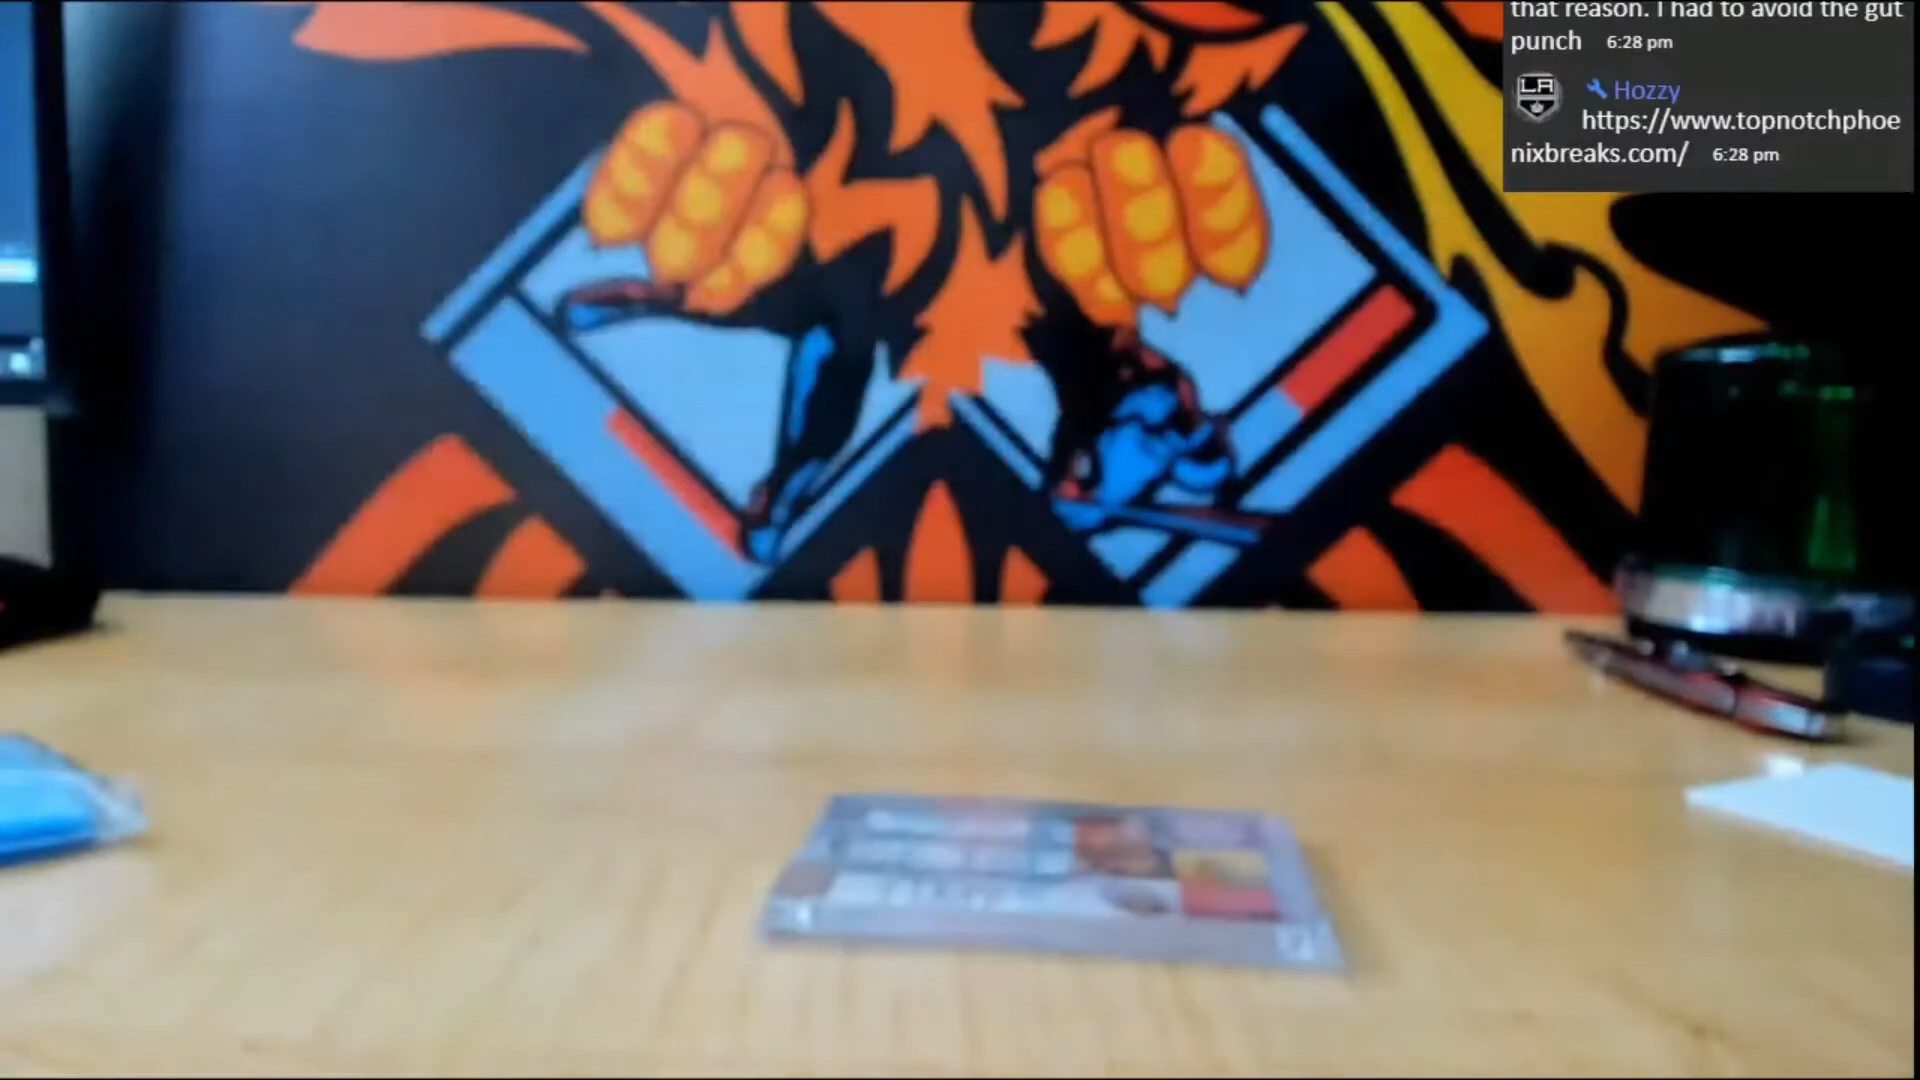 that reason. I had to avoid the gut
punch 6:28 pm
LA
Hozzy
https://www.topnotchphoe
nixbreaks.com/ 6:28 pm